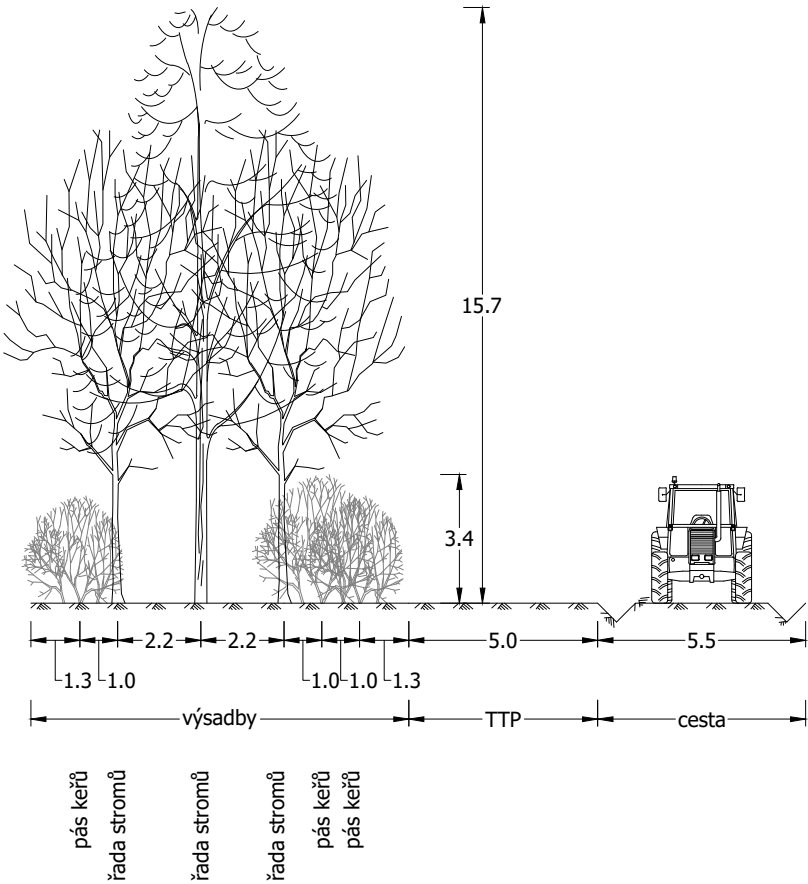 15.7
3.4
2.2 2.2 5.0 5.5
1.3 1.0 1.0 1.0 1.3
výsadby TTP cesta
pás keřů
řada stromů
řada stromů
řada stromů
pás keřů
pás keřů